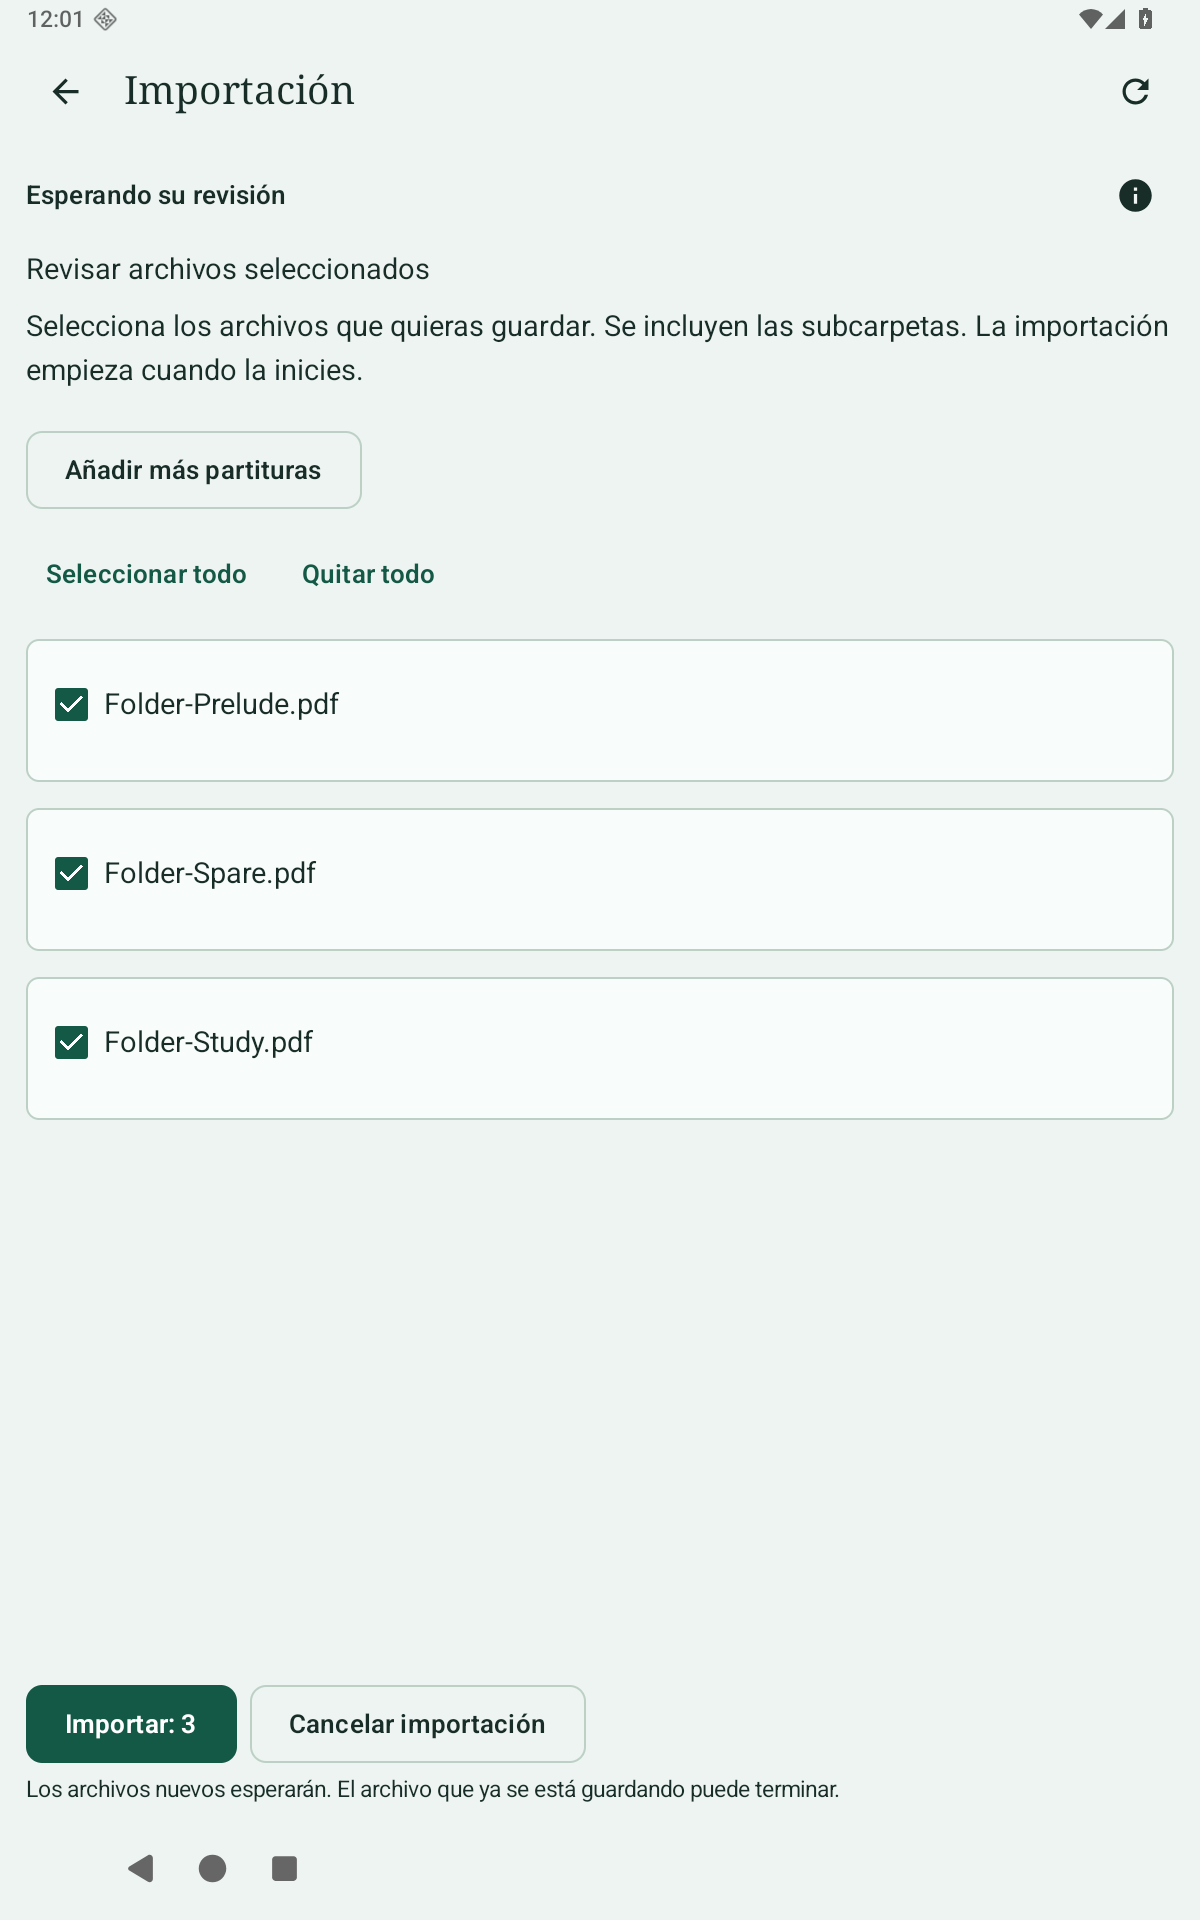 12:01
Importación
Esperando su revisión
Revisar archivos seleccionados
Selecciona los archivos que quieras guardar. Se incluyen las subcarpetas. La importación
empieza cuando la inicies.
Añadir más partituras
Seleccionar todo Quitar todo
Folder-Prelude.pdf
Folder-Spare.pdf
Folder-Study.pdf
Importar: 3 Cancelar importación
Los archivos nuevos esperarán. El archivo que ya se está guardando puede terminar.